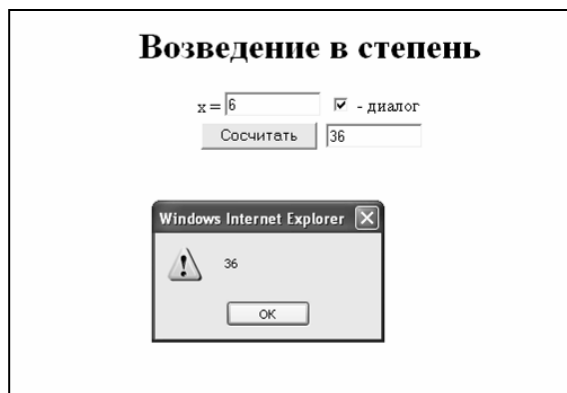 Возведение в степень
x = 6 - диалог
Сосчитать 36
Windows Internet Explorer
36
OK